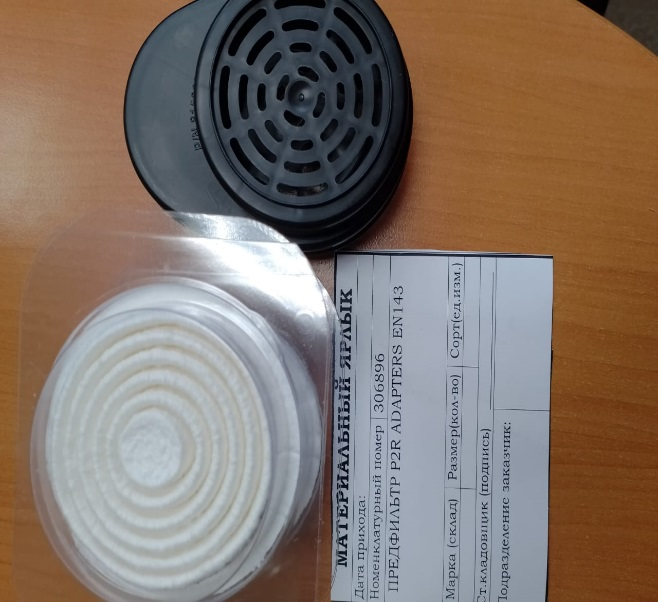 МАТЕРИАЛЬНЫЙ ЯРЛЫК
Дата прихода:
Номенклатурный номер 306896
ПРЕДФИЛЬТР P2R ADAPTERS EN143
Марка (склад) Размер(кол-во) Сорт(ед.изм.)
Ст.кладовщик (подпись)
Подразделение заказчик: